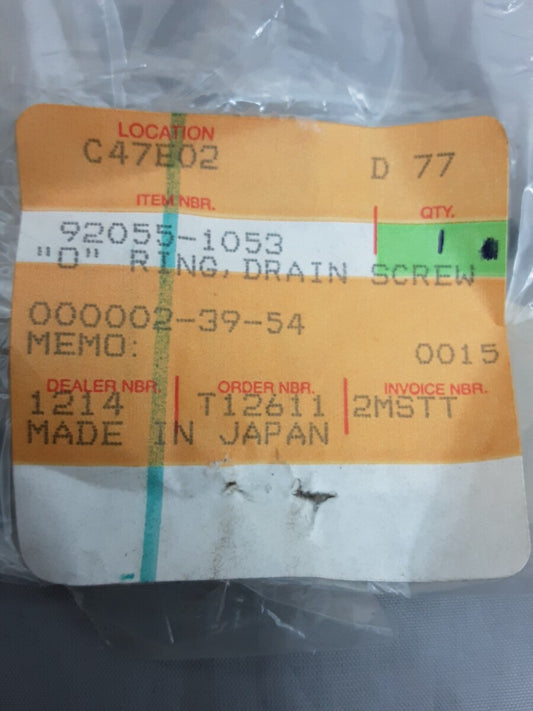 LOCATION
C47E02 D 77
ITEM NBR. QTY.
92055-1053 1
"O" RING, DRAIN SCREW
000002-39-54
MEMO: 0015
DEALER NBR. ORDER NBR. INVOICE NBR.
1214 T12611 2MSTT
MADE IN JAPAN